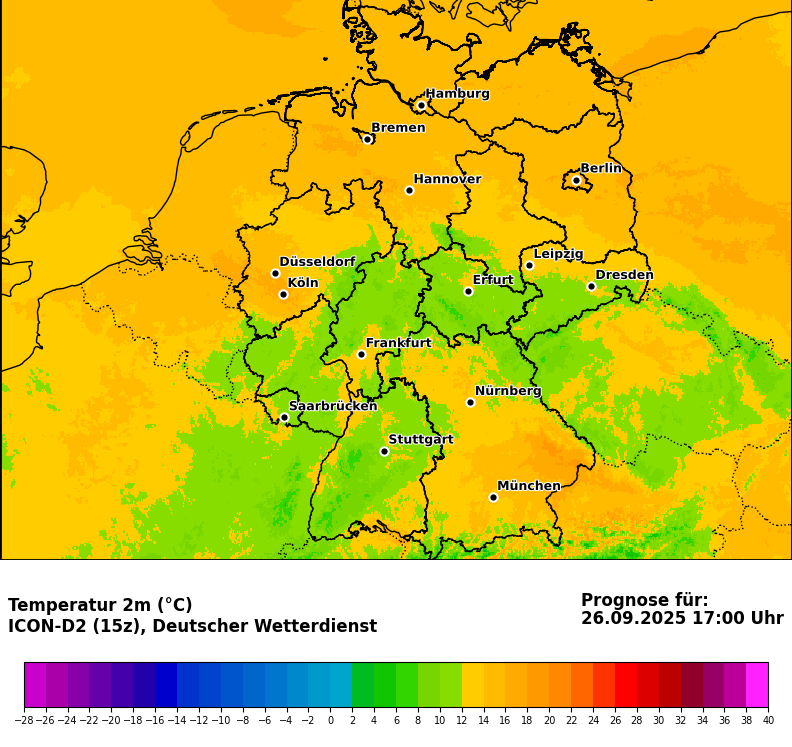 Hamburg
Bremen
Berlin
Hannover
Leipzig
Düsseldorf
Dresden
Erfurt
Köln
Frankfurt
Nürnberg
Saarbrücken
Stuttgart
München
Temperatur 2m (°C)
ICON-D2 (15z), Deutscher Wetterdienst
Prognose für:
26.09.2025 17:00 Uhr
−28 −26 −24 −22 −20 −18 −16 −14 −12 −10 −8 −6 −4 −2 0 2 4 6 8 10 12 14 16 18 20 22 24 26 28 30 32 34 36 38 40